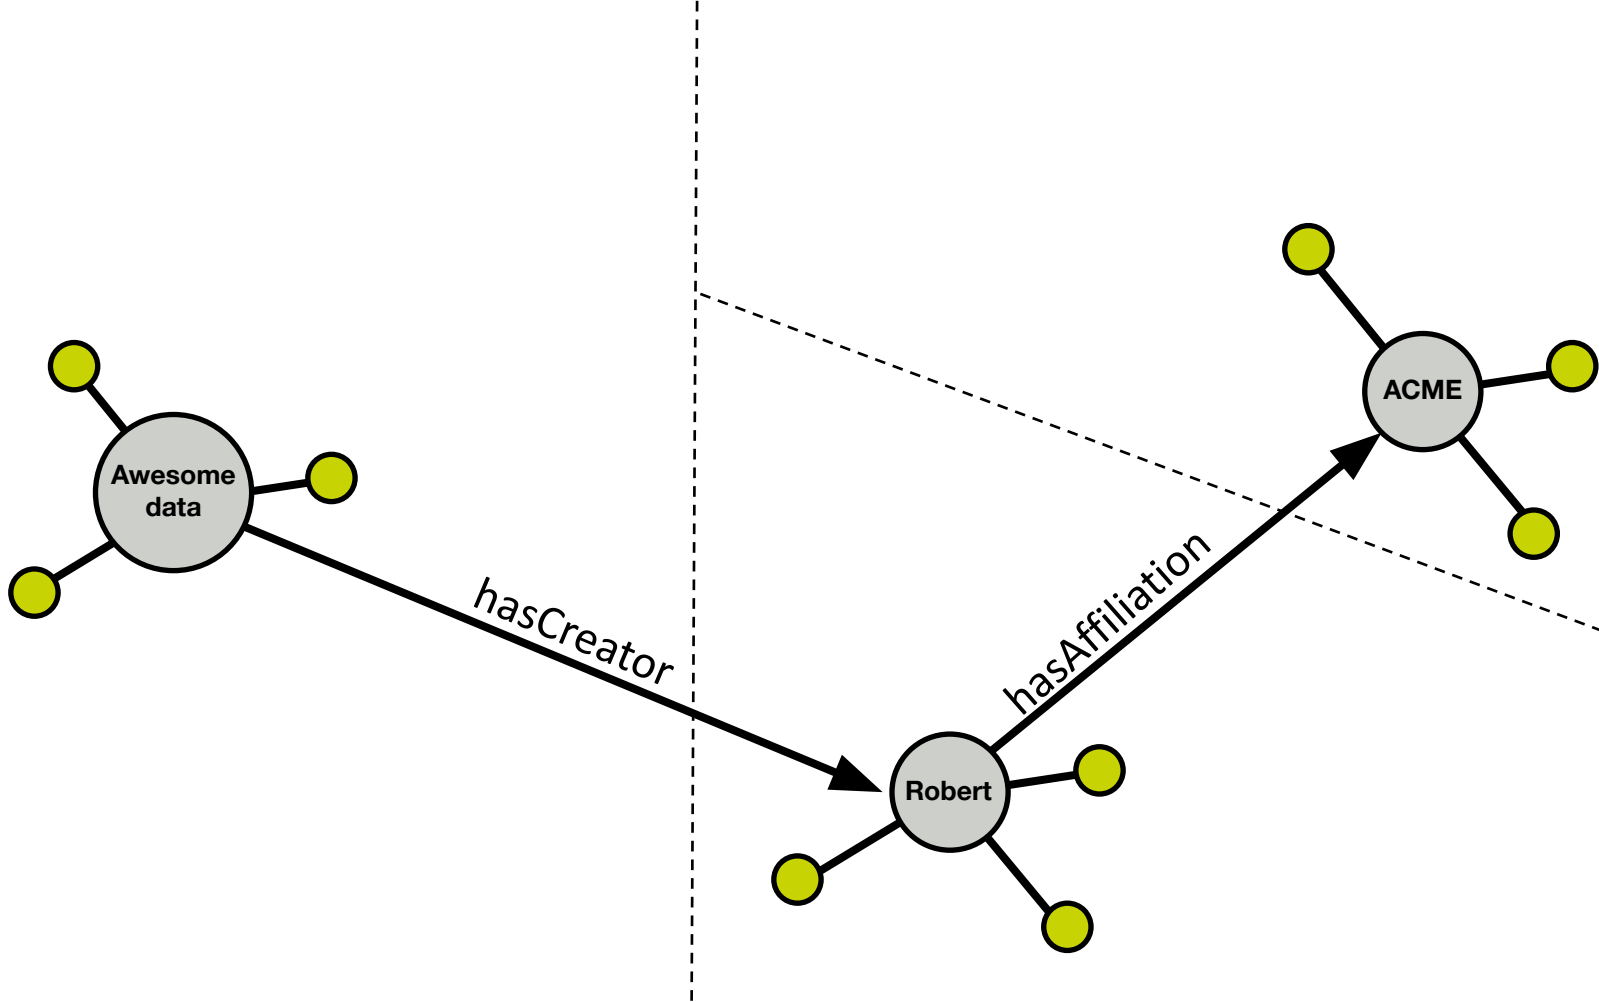 Awesome
data
hasCreator
Robert
hasAffiliation
ACME